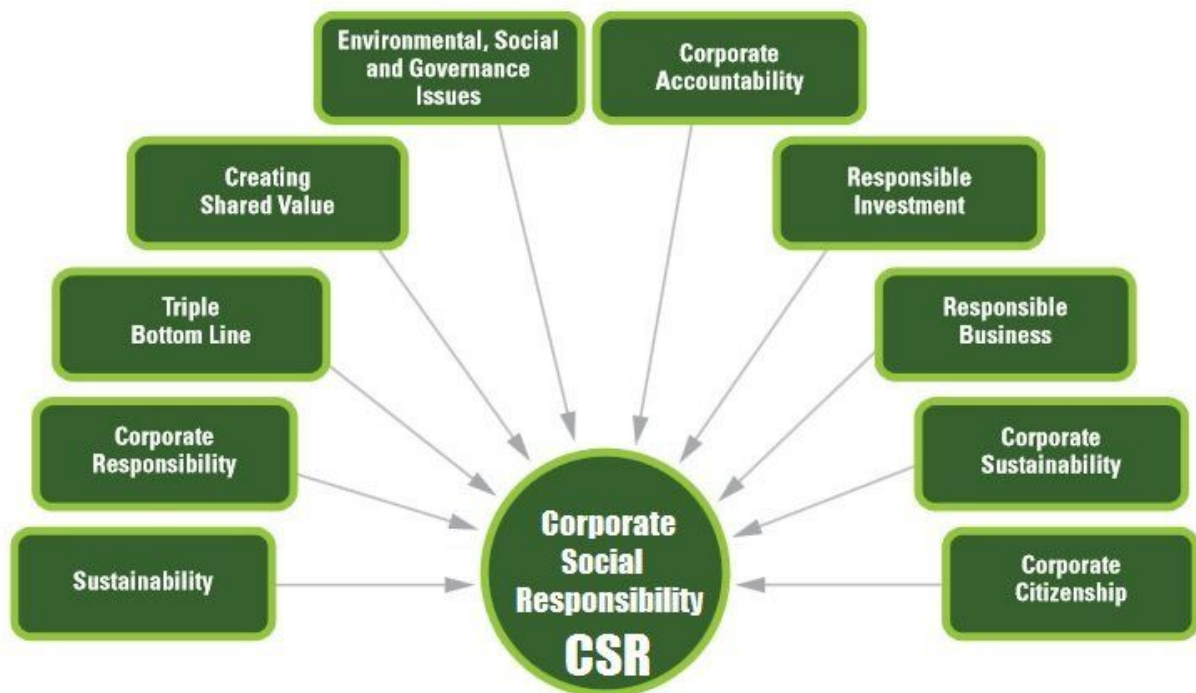 Environmental, Social
and Governance
Issues
Corporate
Accountability
Creating
Shared Value
Responsible
Investment
Triple
Bottom Line
Responsible
Business
Corporate
Responsibility
Corporate
Sustainability
Sustainability
Corporate
Citizenship
Corporate
Social
Responsibility
CSR